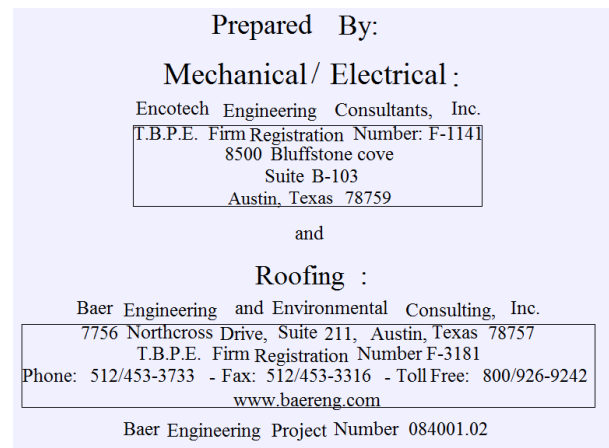 Prepared By:
Mechanical/ Electrical:
Encotech Engineering Consultants, Inc.
T.B.P.E. Firm Registration Number: F-1141
8500 Bluffstone cove
Suite B-103
Austin, Texas 78759
and
Roofing :
Baer Engineering and Environmental Consulting, Inc.
7756 Northcross Drive, Suite 211, Austin, Texas 78757
T.B.P.E. Firm Registration Number F-3181
Phone: 512/453-3733 - Fax: 512/453-3316 - Toll Free: 800/926-9242
www.baereng.com
Baer Engineering Project Number 084001.02